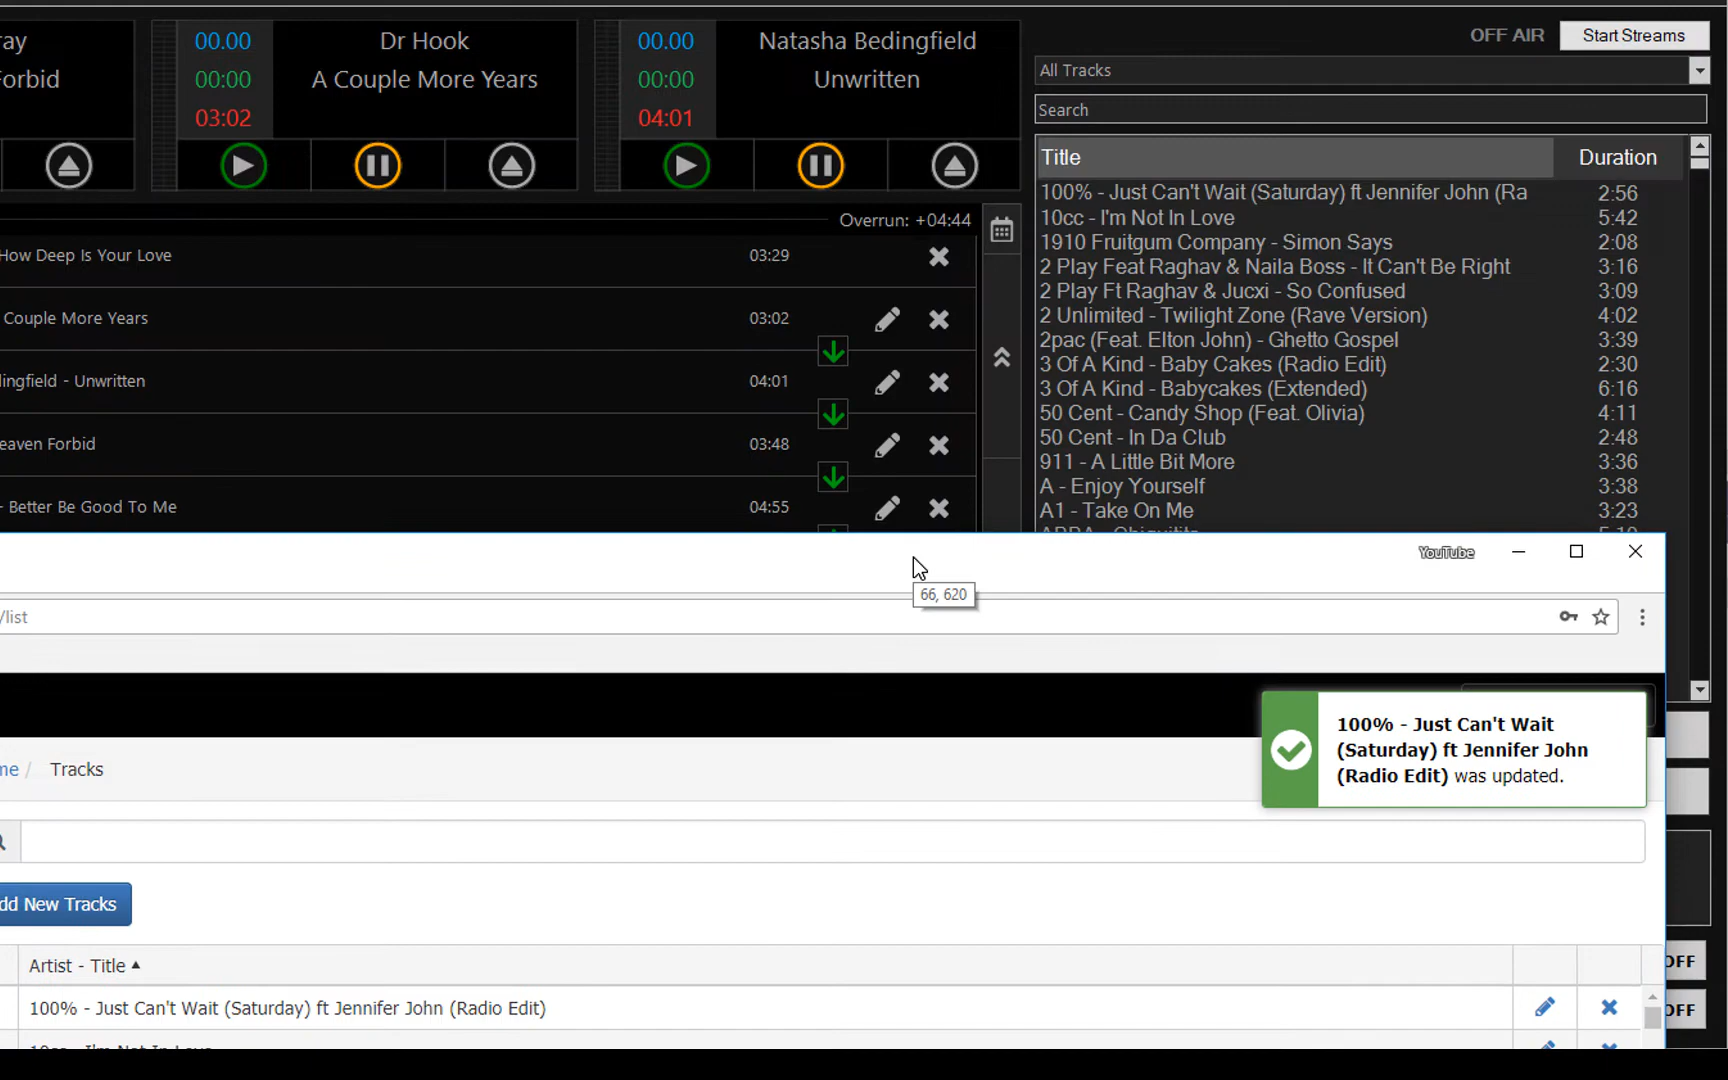 ray
Forbid
00.00
00:00
03:02
Dr Hook
A Couple More Years
00.00
00:00
04:01
Natasha Bedingfield
Unwritten
OFF AIR
Start Streams
All Tracks
Search
Overrun: +04:44
How Deep Is Your Love 03:29
Couple More Years 03:02
ingfield - Unwritten 04:01
eaven Forbid 03:48
- Better Be Good To Me 04:55
Title Duration
100% - Just Can't Wait (Saturday) ft Jennifer John (Ra 2:56
10cc - I'm Not In Love 5:42
1910 Fruitgum Company - Simon Says 2:08
2 Play Feat Raghav & Naila Boss - It Can't Be Right 3:16
2 Play Ft Raghav & Jucxi - So Confused 3:09
2 Unlimited - Twilight Zone (Rave Version) 4:02
2pac (Feat. Elton John) - Ghetto Gospel 3:39
3 Of A Kind - Baby Cakes (Radio Edit) 2:30
3 Of A Kind - Babycakes (Extended) 6:16
50 Cent - Candy Shop (Feat. Olivia) 4:11
50 Cent - In Da Club 2:48
911 - A Little Bit More 3:36
A - Enjoy Yourself 3:38
A1 - Take On Me 3:23
YouTube
66, 620
/list
100% - Just Can't Wait
(Saturday) ft Jennifer John
(Radio Edit) was updated.
me / Tracks
dd New Tracks
Artist - Title
OFF
100% - Just Can't Wait (Saturday) ft Jennifer John (Radio Edit)
OFF
10cc - I'm Not In Love